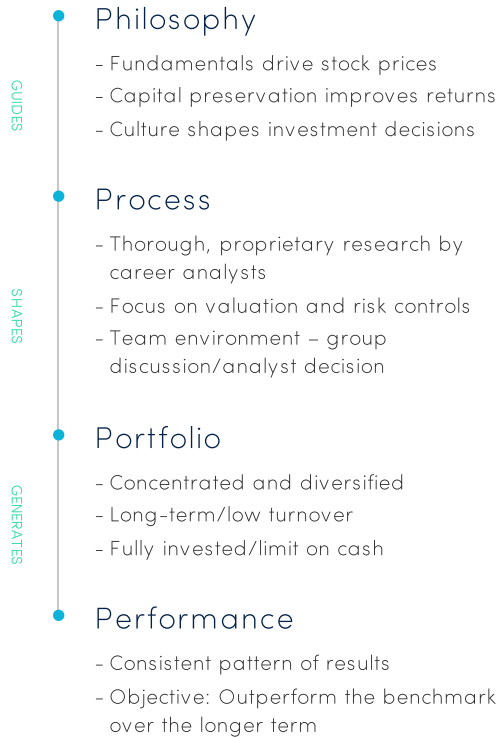 Philosophy
- Fundamentals drive stock prices
- Capital preservation improves returns
- Culture shapes investment decisions
GUIDES
Process
- Thorough, proprietary research by
career analysts
- Focus on valuation and risk controls
- Team environment – group
discussion/analyst decision
SHAPES
Portfolio
- Concentrated and diversified
- Long-term/low turnover
- Fully invested/limit on cash
GENERATES
Performance
- Consistent pattern of results
- Objective: Outperform the benchmark
over the longer term